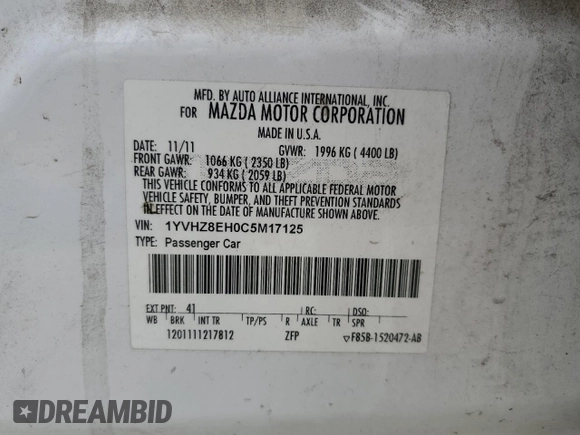 MFD. BY AUTO ALLIANCE INTERNATIONAL, INC.
FOR MAZDA MOTOR CORPORATION
MADE IN U.S.A.
DATE: 11/11 GVWR: 1996 KG ( 4400 LB)
FRONT GAWR: 1066 KG ( 2350 LB)
REAR GAWR: 934 KG ( 2059 LB)
THIS VEHICLE CONFORMS TO ALL APPLICABLE FEDERAL MOTOR
VEHICLE SAFETY, BUMPER, AND THEFT PREVENTION STANDARDS
IN EFFECT ON THE DATE OF MANUFACTURE SHOWN ABOVE.
VIN: 1YVHZ8EH0C5M17125
TYPE: Passenger Car
EXT PNT: 41 RC: DSO:
WB BRK INT TR TP/PS R AXLE TR SPR
1201111217812 ZFP ▽FB5B-1520472-AB
DREAMBID